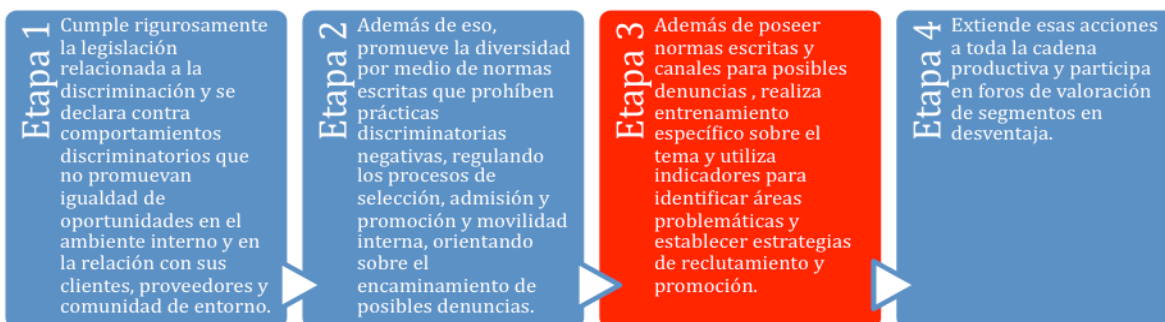 Etapa 1
Cumple rigurosamente
la legislación
relacionada a la
discriminación y se
declara contra
comportamientos
discriminatorios que
no promuevan
igualdad de
oportunidades en el
ambiente interno y en
la relación con sus
clientes, proveedores y
comunidad de entorno.
Etapa 2
Además de eso,
promueve la diversidad
por medio de normas
escritas que prohíben
prácticas
discriminatorias
negativas, regulando
los procesos de
selección, admisión y
promoción y movilidad
interna, orientando
sobre el
encaminamiento de
posibles denuncias.
Etapa 3
Además de poseer
normas escritas y
canales para posibles
denuncias , realiza
entrenamiento
específico sobre el
tema y utiliza
indicadores para
identificar áreas
problemáticas y
establecer estrategias
de reclutamiento y
promoción.
Etapa 4
Extiende esas acciones
a toda la cadena
productiva y participa
en foros de valoración
de segmentos en
desventaja.